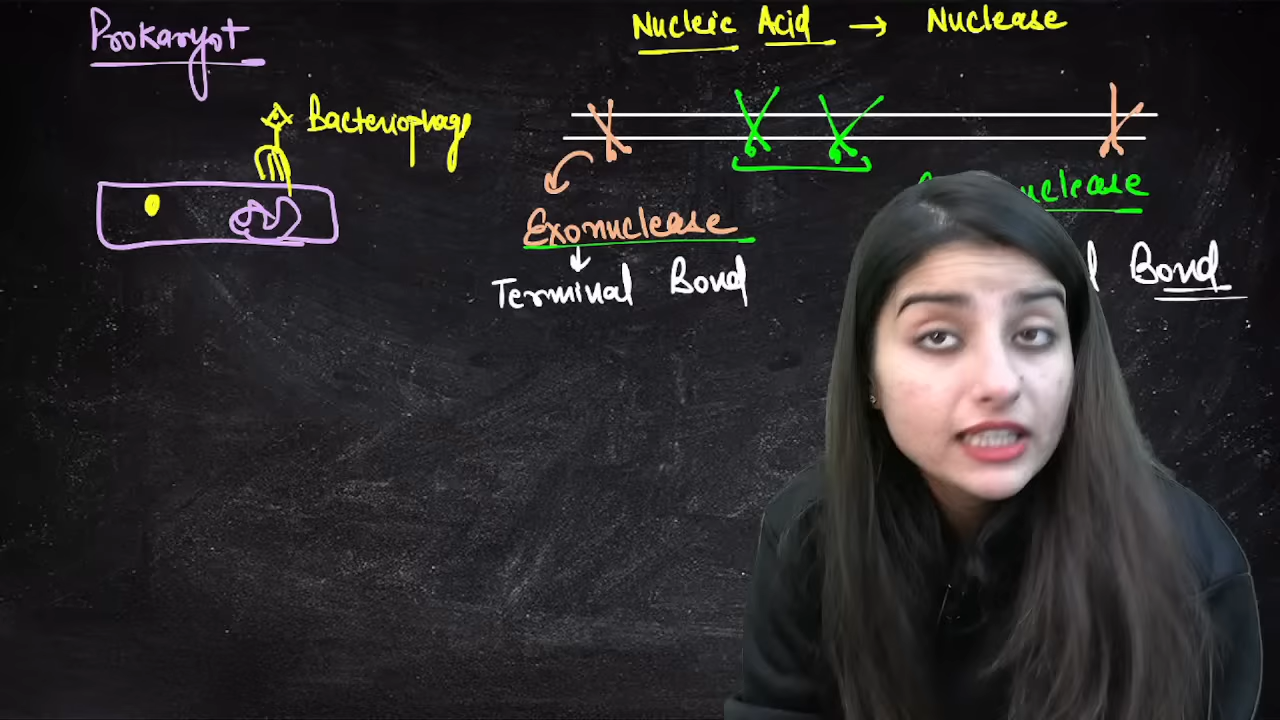 Prokaryot
Nucleic Acid → Nuclease
Bacteriophage
nuclease
Exonuclease
Terminal Bond
Bond